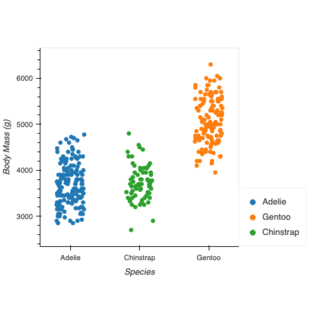 6000
5000
4000
3000
Body Mass (g)
Adelie
Chinstrap
Gentoo
Species
Adelie
Gentoo
Chinstrap